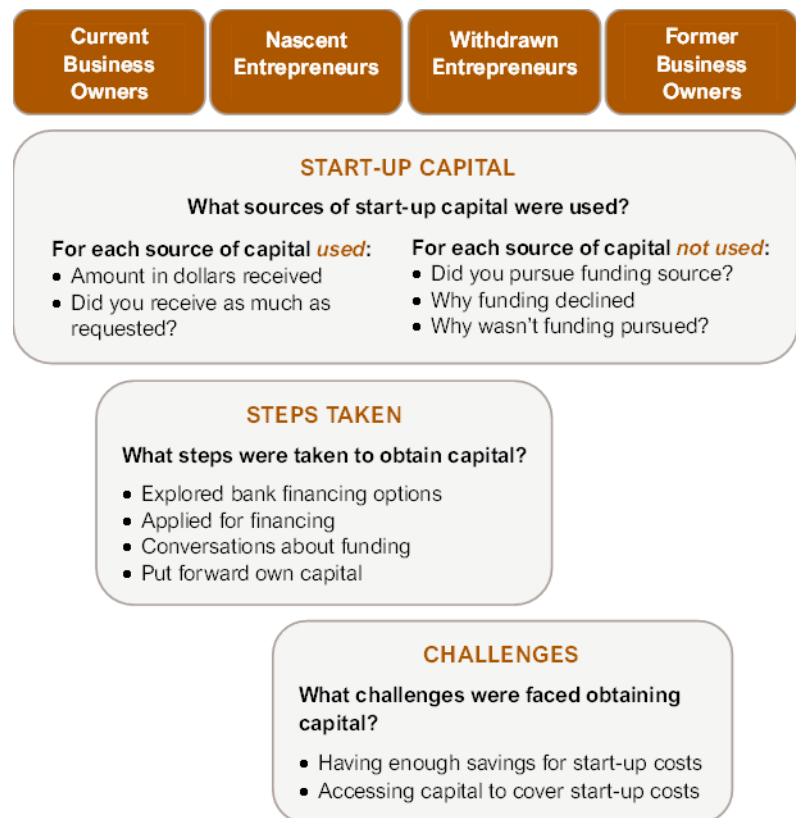 Current
Business
Owners
Nascent
Entrepreneurs
Withdrawn
Entrepreneurs
Former
Business
Owners
START-UP CAPITAL
What sources of start-up capital were used?
For each source of capital used:
• Amount in dollars received
• Did you receive as much as
requested?
For each source of capital not used:
• Did you pursue funding source?
• Why funding declined
• Why wasn't funding pursued?
STEPS TAKEN
What steps were taken to obtain capital?
• Explored bank financing options
• Applied for financing
• Conversations about funding
• Put forward own capital
CHALLENGES
What challenges were faced obtaining
capital?
• Having enough savings for start-up costs
• Accessing capital to cover start-up costs